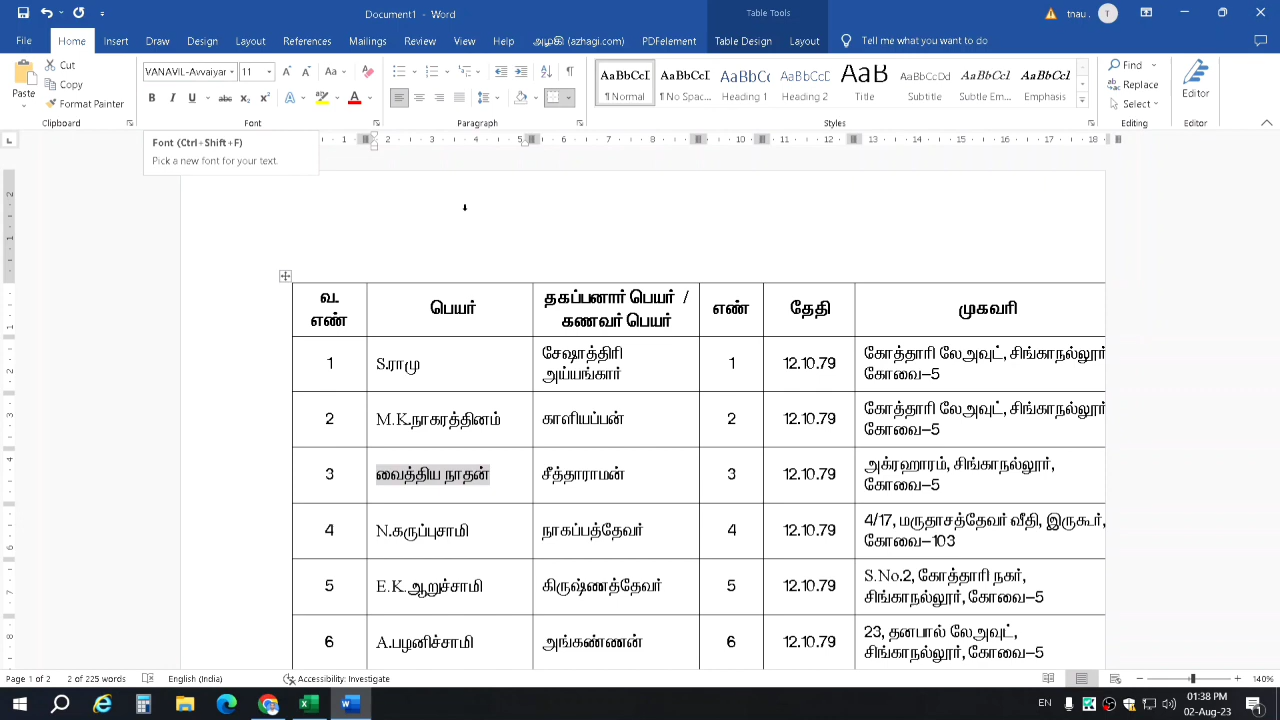 Document1 - Word
Table Tools
tnau .
T
File Home Insert Draw Design Layout References Mailings Review View Help அழகி (azhagi.com) PDFelement Table Design Layout Tell me what you want to do
Paste
Cut
Copy
Format Painter
Clipboard
VANAVIL-Avvaiyar 11
Font
Paragraph
AaBbCcI AaBbCcI AaBbCc AaBbCcI AaB AaBbCcDd AaBbCcI AaBbCcI
¶ Normal ¶ No Spac... Heading 1 Heading 2 Title Subtitle Subtle Em... Emphasis
Styles
Find
Replace
Select
Editing
Editor
Editor
Font (Ctrl+Shift+F)
Pick a new font for your text.
வ.
எண்
பெயர்
தகப்பனார் பெயர் /
கணவர் பெயர்
எண்
தேதி
முகவரி
1
S.ராமு
சேஷாத்திரி
அய்யங்கார்
1
12.10.79
கோத்தாரி லேஅவுட், சிங்காநல்லூர்
கோவை–5
2
M.K.நாகரத்தினம்
காளியப்பன்
2
12.10.79
கோத்தாரி லேஅவுட், சிங்காநல்லூர்
கோவை–5
3
வைத்திய நாதன்
சீத்தாராமன்
3
12.10.79
அக்ரஹாரம், சிங்காநல்லூர்,
கோவை–5
4
N.கருப்புசாமி
நாகப்பத்தேவர்
4
12.10.79
4/17, மருதாசத்தேவர் வீதி, இருகூர்,
கோவை–103
5
E.K.ஆறுச்சாமி
கிருஷ்ணத்தேவர்
5
12.10.79
S.No.2, கோத்தாரி நகர்,
சிங்காநல்லூர், கோவை–5
6
A.பழனிச்சாமி
அங்கண்ணன்
6
12.10.79
23, தனபால் லேஅவுட்,
சிங்காநல்லூர், கோவை–5
Page 1 of 2 2 of 225 words English (India) Accessibility: Investigate 140%
EN
01:38 PM
02-Aug-23